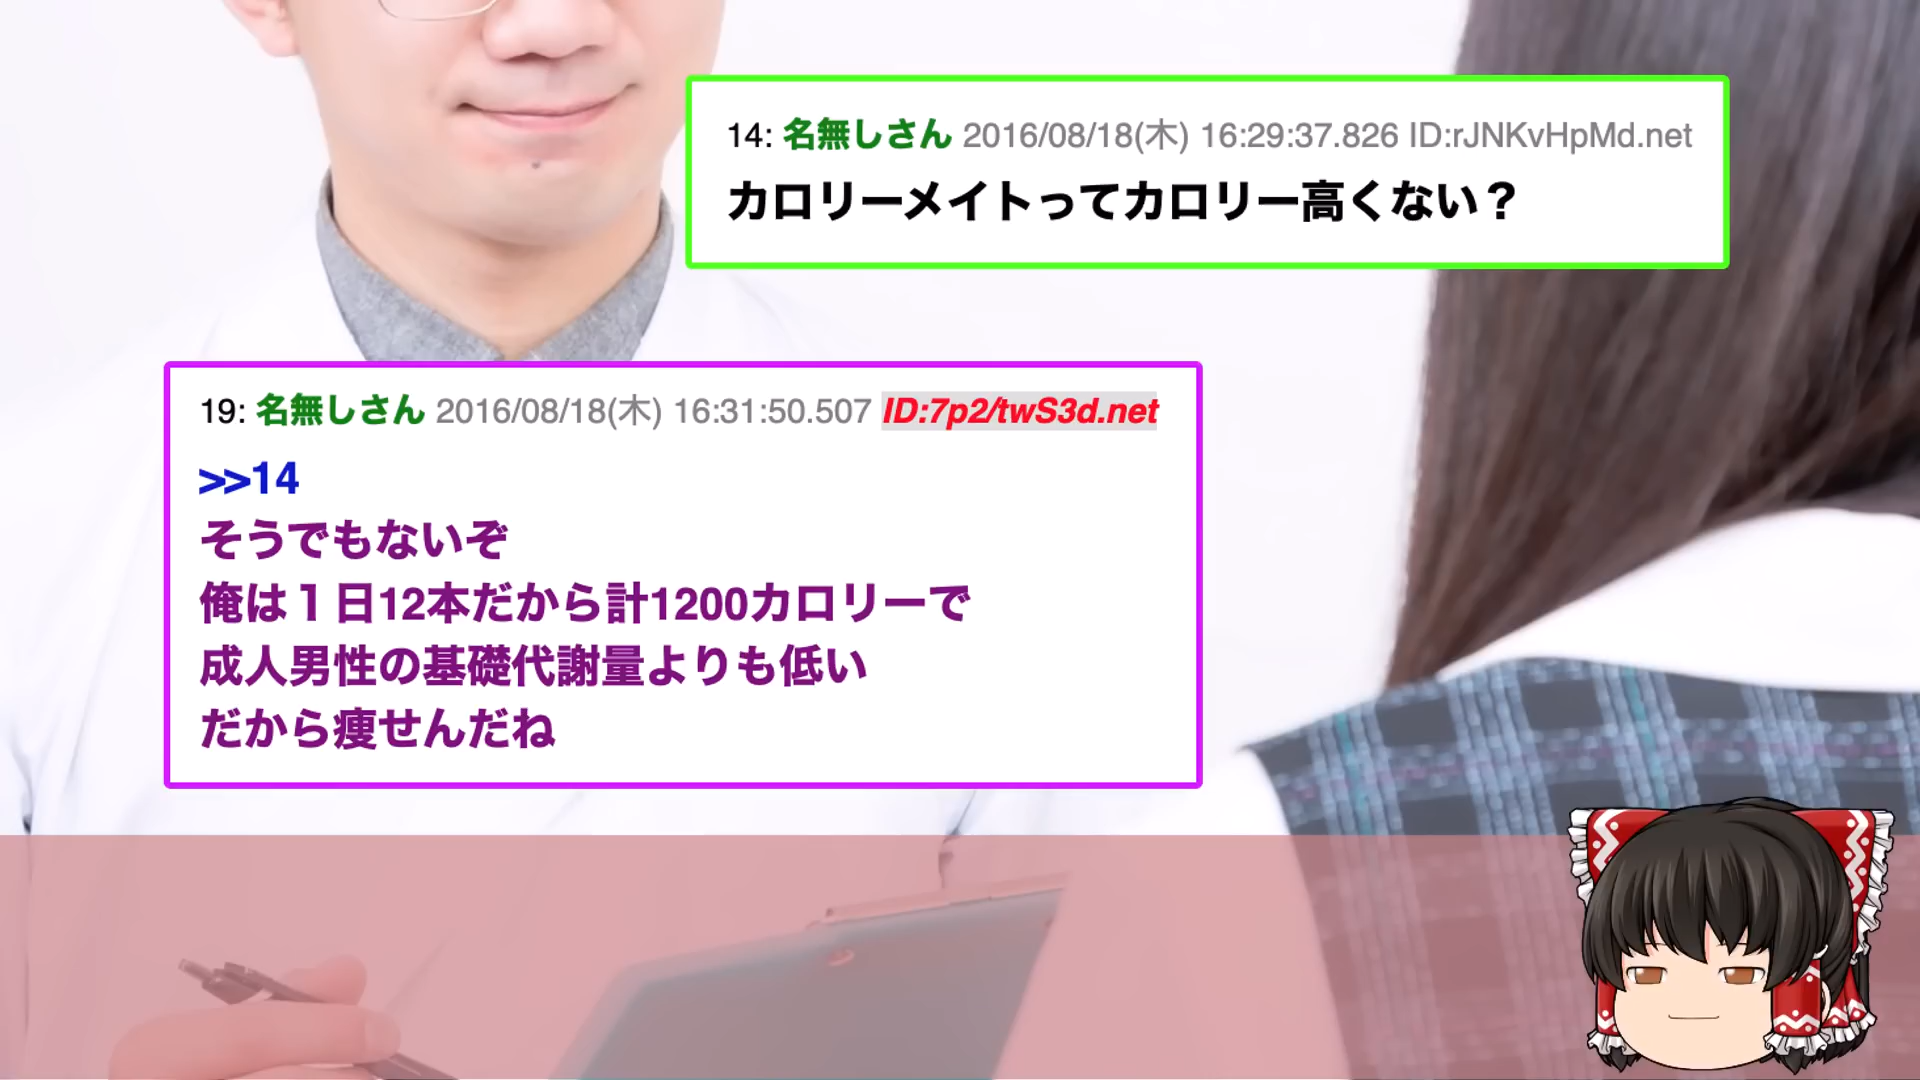 14: 名無しさん 2016/08/18(木) 16:29:37.826 ID:rJNKvHpMd.net
カロリーメイトってカロリー高くない？
19: 名無しさん 2016/08/18(木) 16:31:50.507 ID:7p2/twS3d.net
>>14
そうでもないぞ
俺は１日12本だから計1200カロリーで
成人男性の基礎代謝量よりも低い
だから痩せんだね